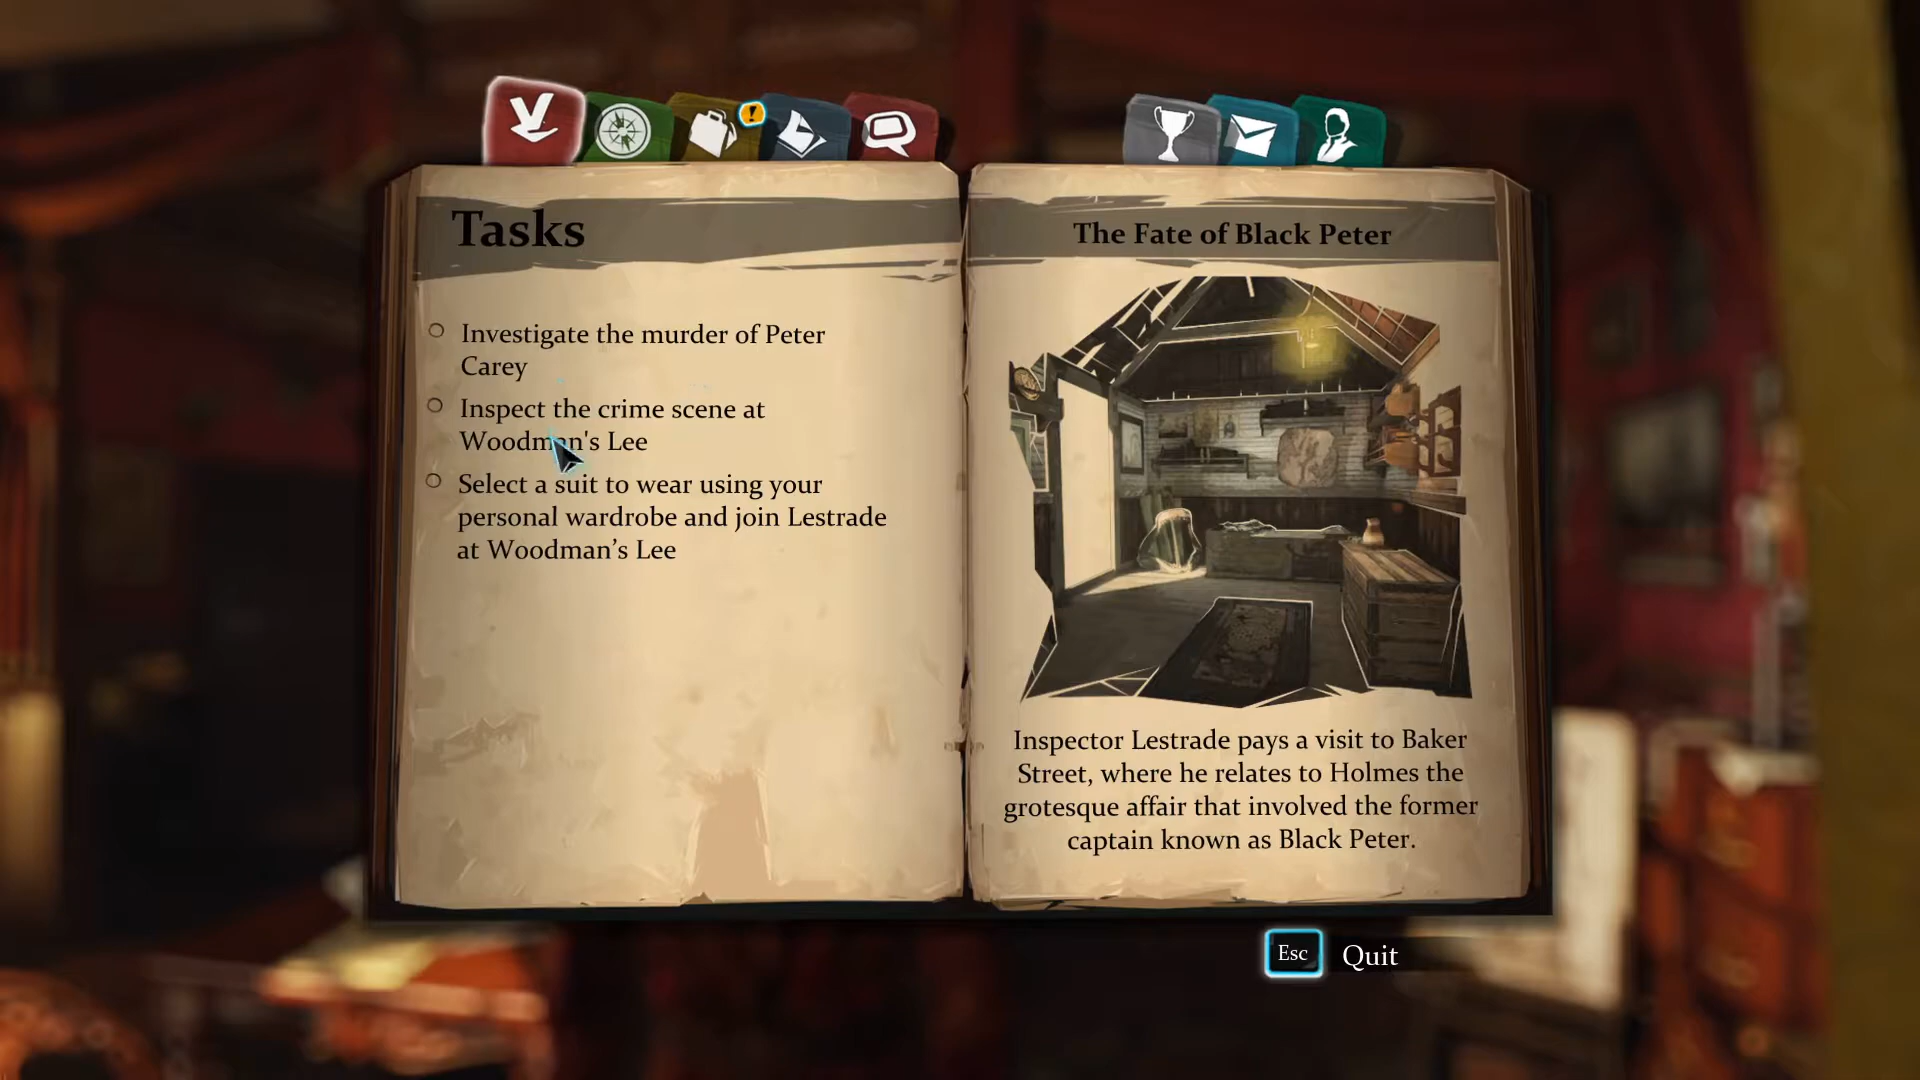 Tasks
Investigate the murder of Peter
Carey
Inspect the crime scene at
Woodman's Lee
Select a suit to wear using your
personal wardrobe and join Lestrade
at Woodman’s Lee
The Fate of Black Peter
Inspector Lestrade pays a visit to Baker
Street, where he relates to Holmes the
grotesque affair that involved the former
captain known as Black Peter.
Esc Quit